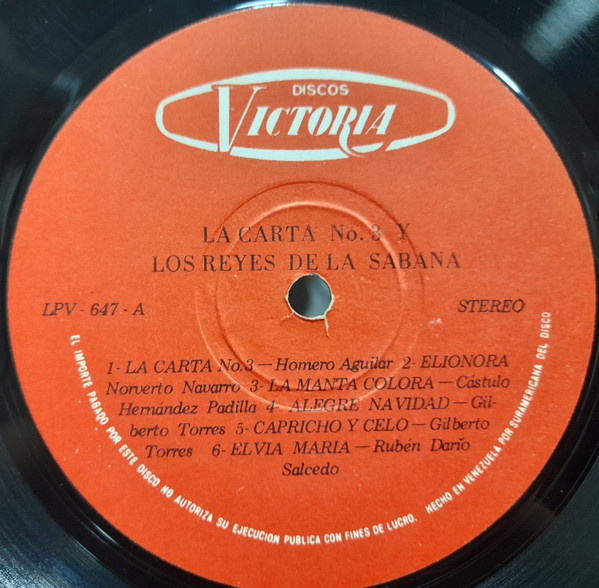 DISCOS
VICTORIA
LA CARTA No. 3 Y
LOS REYES DE LA SABANA
LPV - 647 - A
STEREO
1- LA CARTA No. 3 — Homero Aguilar 2- ELIONORA
Norverto Navarro 3- LA MANTA COLORA — Cástulo
Hernández Padilla 4- ALEGRE NAVIDAD — Gil-
berto Torres 5- CAPRICHO Y CELO — Gilberto
Torres 6- ELVIA MARIA — Rubén Darío
Salcedo
EL IMPORTE PAGADO POR ESTE DISCO NO AUTORIZA SU EJECUCION PUBLICA CON FINES DE LUCRO. HECHO EN VENEZUELA POR SURAMERICANA DEL DISCO